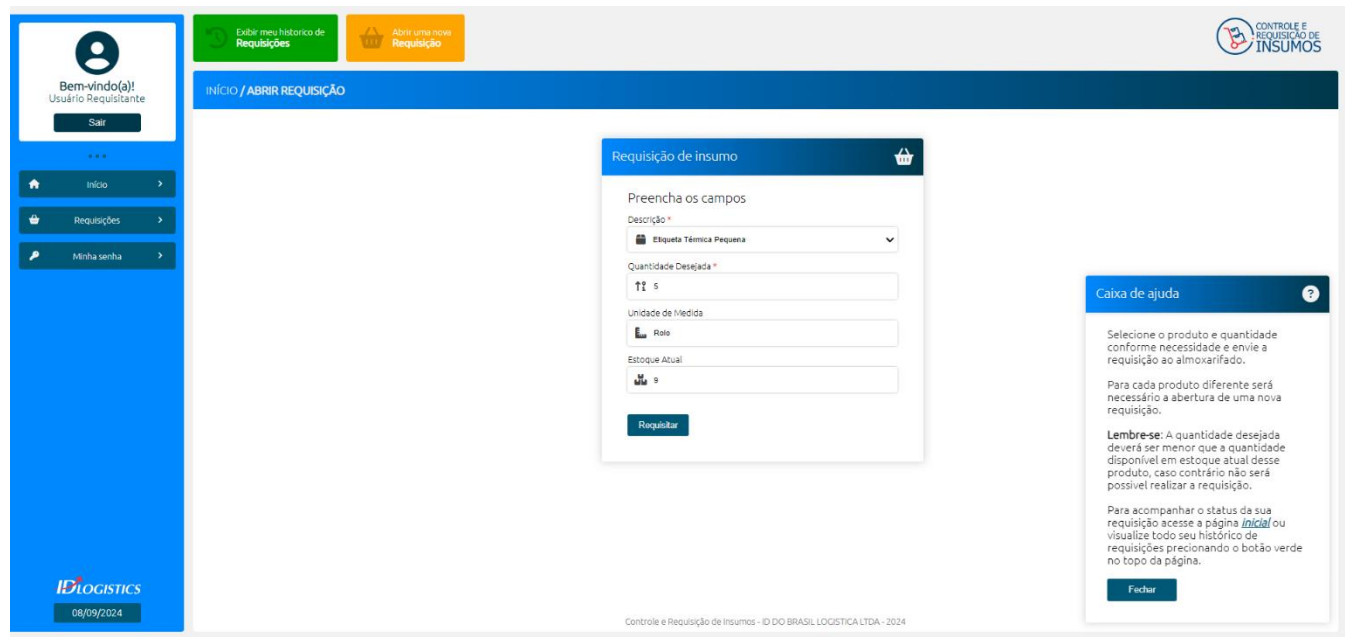 Bem-vindo(a)!
Usuário Requisitante
Sair
Início
Requisições
Minha senha
IDLOGISTICS
08/09/2024
Exibir meu historico de
Requisições
Abrir uma nova
Requisição
CONTROLE E
REQUISIÇÃO DE
INSUMOS
INÍCIO / ABRIR REQUISIÇÃO
Requisição de insumo
Preencha os campos
Descrição *
Etiqueta Térmica Pequena
Quantidade Desejada *
5
Unidade de Medida
Rolo
Estoque Atual
9
Requisitar
Caixa de ajuda
Selecione o produto e quantidade
conforme necessidade e envie a
requisição ao almoxarifado.
Para cada produto diferente será
necessário a abertura de uma nova
requisição.
Lembre-se: A quantidade desejada
deverá ser menor que a quantidade
disponível em estoque atual desse
produto, caso contrário não será
possivel realizar a requisição.
Para acompanhar o status da sua
requisição acesse a página inicial ou
visualize todo seu histórico de
requisições precionando o botão verde
no topo da página.
Fechar
Controle e Requisição de Insumos - ID DO BRASIL LOGISTICA LTDA - 2024